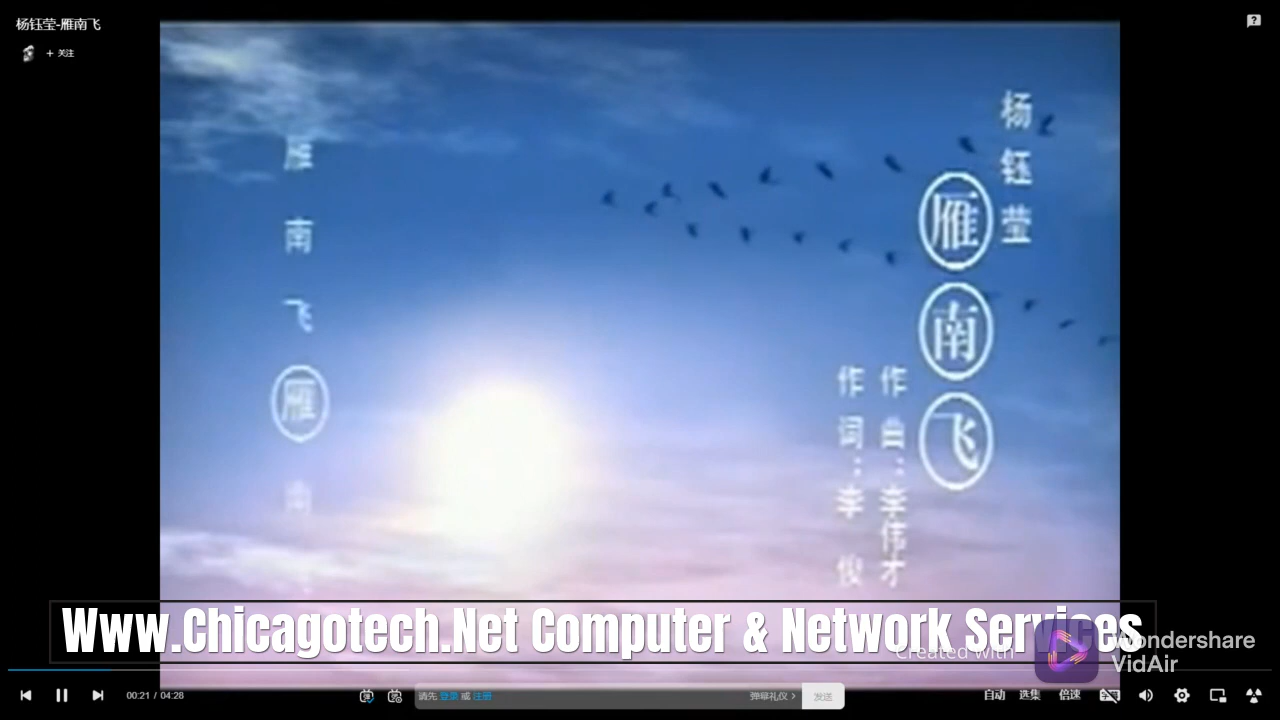 杨钰莹-雁南飞
+ 关注
杨钰莹
雁南飞
作曲：李伟才
作词：李 俊
雁南飞雁南
Www.Chicagotech.Net Computer & Network Services
Created with
Wondershare
VidAir
00:21 / 04:28
请先 登录 或 注册
弹幕礼仪 >
发送
自动
选集
倍速